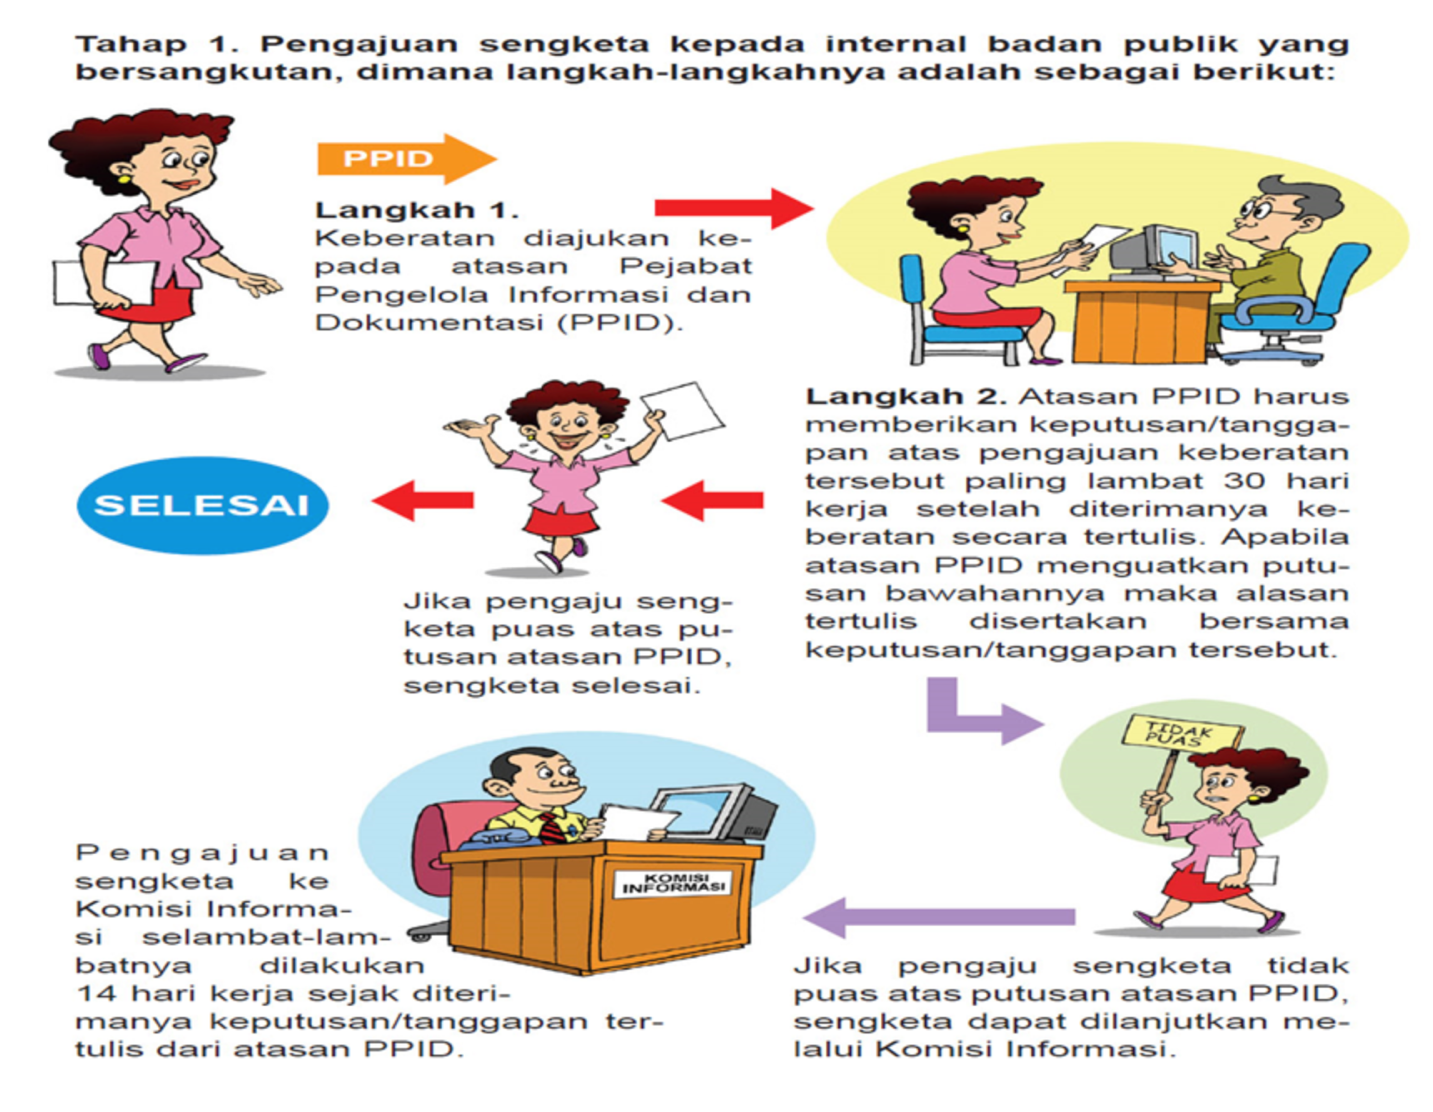 Tahap 1. Pengajuan sengketa kepada internal badan publik yang
bersangkutan, dimana langkah-langkahnya adalah sebagai berikut:
PPID
Langkah 1.
Keberatan diajukan ke-
pada atasan Pejabat
Pengelola Informasi dan
Dokumentasi (PPID).
Langkah 2. Atasan PPID harus
memberikan keputusan/tangga-
pan atas pengajuan keberatan
tersebut paling lambat 30 hari
kerja setelah diterimanya ke-
beratan secara tertulis. Apabila
atasan PPID menguatkan putu-
san bawahannya maka alasan
tertulis disertakan bersama
keputusan/tanggapan tersebut.
SELESAI
Jika pengaju seng-
keta puas atas pu-
tusan atasan PPID,
sengketa selesai.
TIDAK
PUAS
Jika pengaju sengketa tidak
puas atas putusan atasan PPID,
sengketa dapat dilanjutkan me-
lalui Komisi Informasi.
KOMISI
INFORMASI
Pengajuan
sengketa ke
Komisi Informa-
si selambat-lam-
batnya dilakukan
14 hari kerja sejak diteri-
manya keputusan/tanggapan ter-
tulis dari atasan PPID.